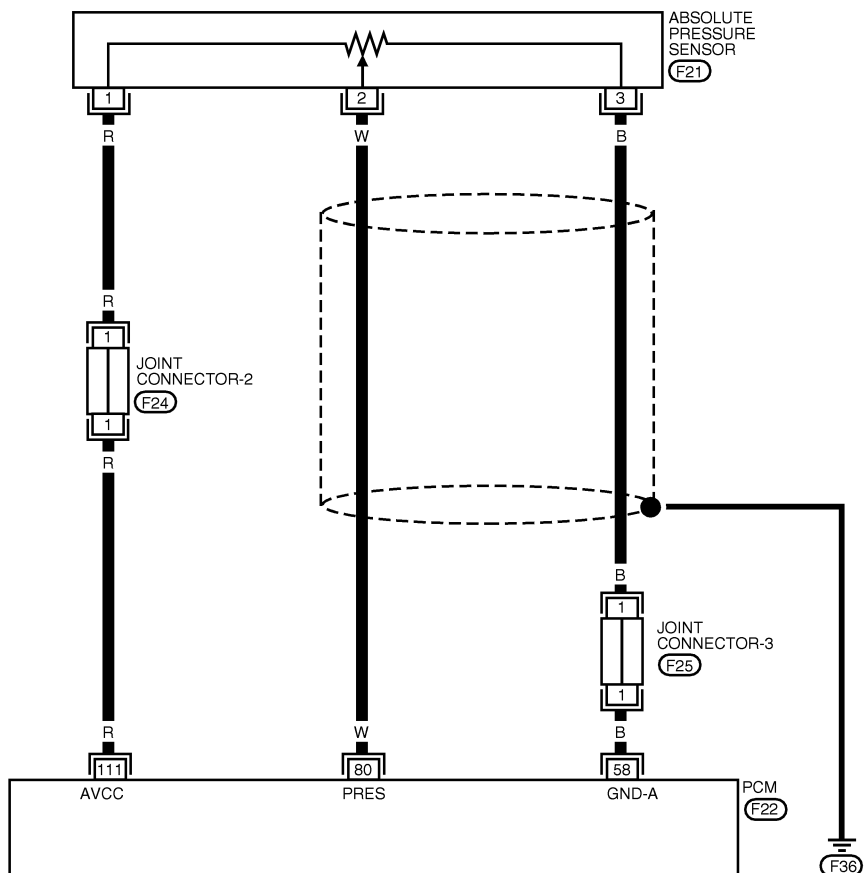 ABSOLUTE
PRESSURE
SENSOR
F21
1
2
3
R
W
B
R
1
JOINT
CONNECTOR-2
F24
1
R
B
1
JOINT
CONNECTOR-3
F25
1
R
W
B
111
80
58
AVCC
PRES
GND-A
PCM
F22
F36